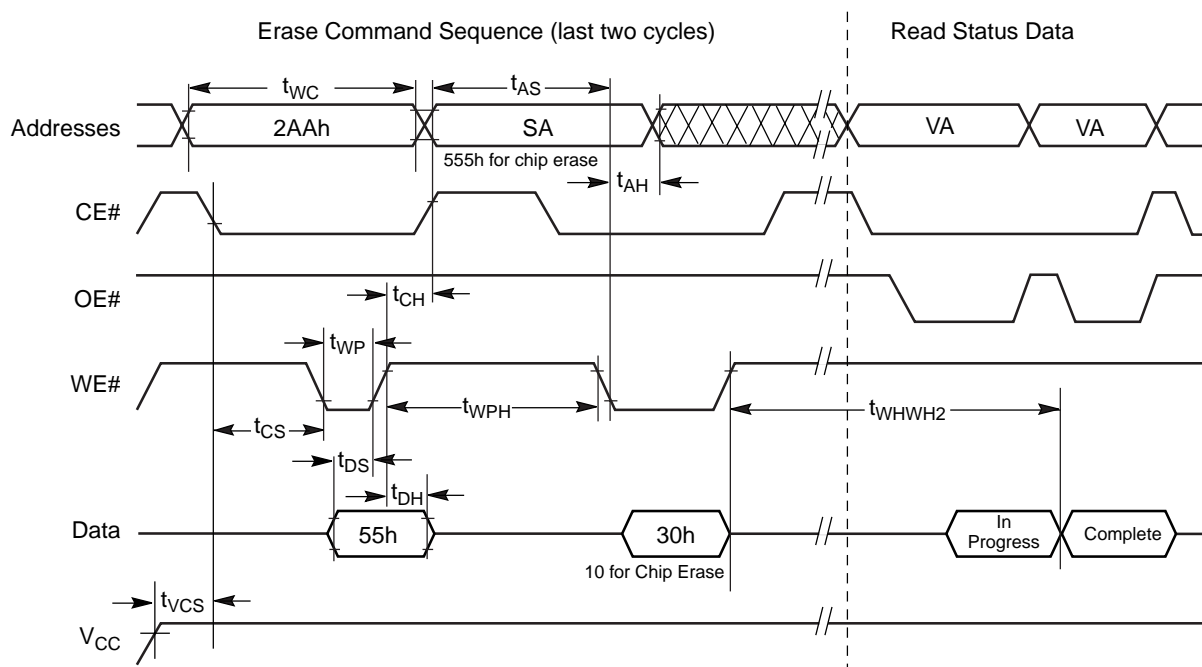 Erase Command Sequence (last two cycles)
Read Status Data
tWC
tAS
Addresses
2AAh
SA
VA
VA
555h for chip erase
tAH
CE#
OE#
tCH
tWP
WE#
tWPH
tWHWH2
tCS
tDS
tDH
Data
55h
30h
In
Progress
Complete
10 for Chip Erase
tVCS
VCC